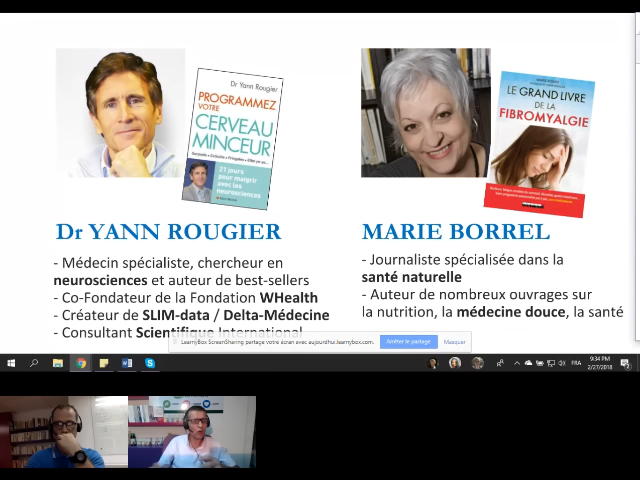 Dr Yann Rougier
PROGRAMMEZ
VOTRE
CERVEAU
MINCEUR
21 jours
pour maigrir
avec les
neurosciences
LE GRAND LIVRE
DE LA
FIBROMYALGIE
Dr YANN ROUGIER
- Médecin spécialiste, chercheur en
neurosciences et auteur de best-sellers
- Co-Fondateur de la Fondation WHealth
- Créateur de SLIM-data / Delta-Médecine
- Consultant Scientifique International
MARIE BORREL
- Journaliste spécialisée dans la
santé naturelle
- Auteur de nombreux ouvrages sur
la nutrition, la médecine douce, la santé
LearnyBox ScreenSharing partage votre écran avec aujourdhui.learnybox.com.
Arrêter le partage
Masquer
FRA
9:34 PM
2/27/2018